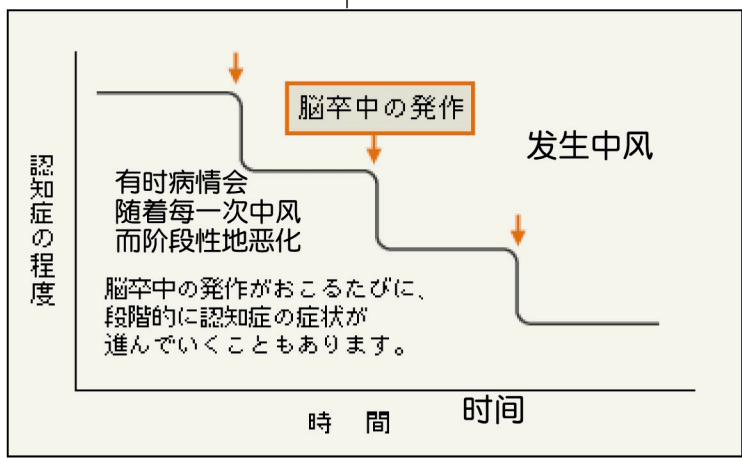 脳卒中の発作
发生中风
有时病情会
随着每一次中风
而阶段性地恶化
認知症の程度
脳卒中の発作がおこるたびに、
段階的に認知症の症状が
進んでいくこともあります。
時 間
时间